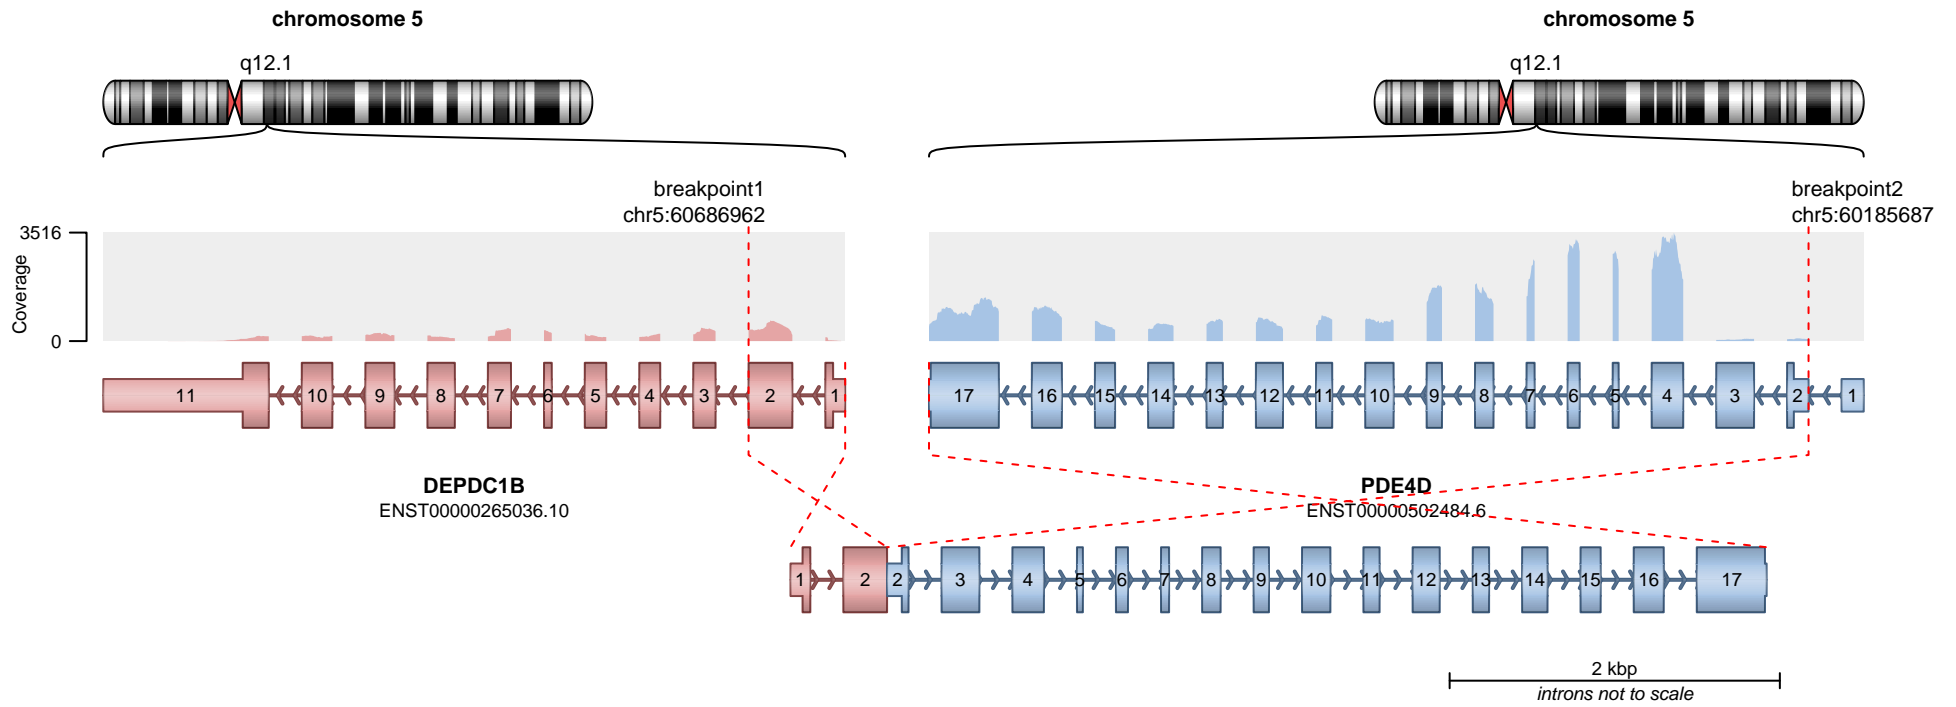 chromosome 5
chromosome 5
q12.1
q12.1
breakpoint1
chr5:60686962
breakpoint2
chr5:60185687
3516
Coverage
0
11 10 9 8 7 6 5 4 3 2 1
17 16 15 14 13 12 11 10 9 8 7 6 5 4 3 2 1
DEPDC1B
ENST00000265036.10
PDE4D
ENST00000502484.6
1 2 2 3 4 5 6 7 8 9 10 11 12 13 14 15 16 17
2 kbp
introns not to scale